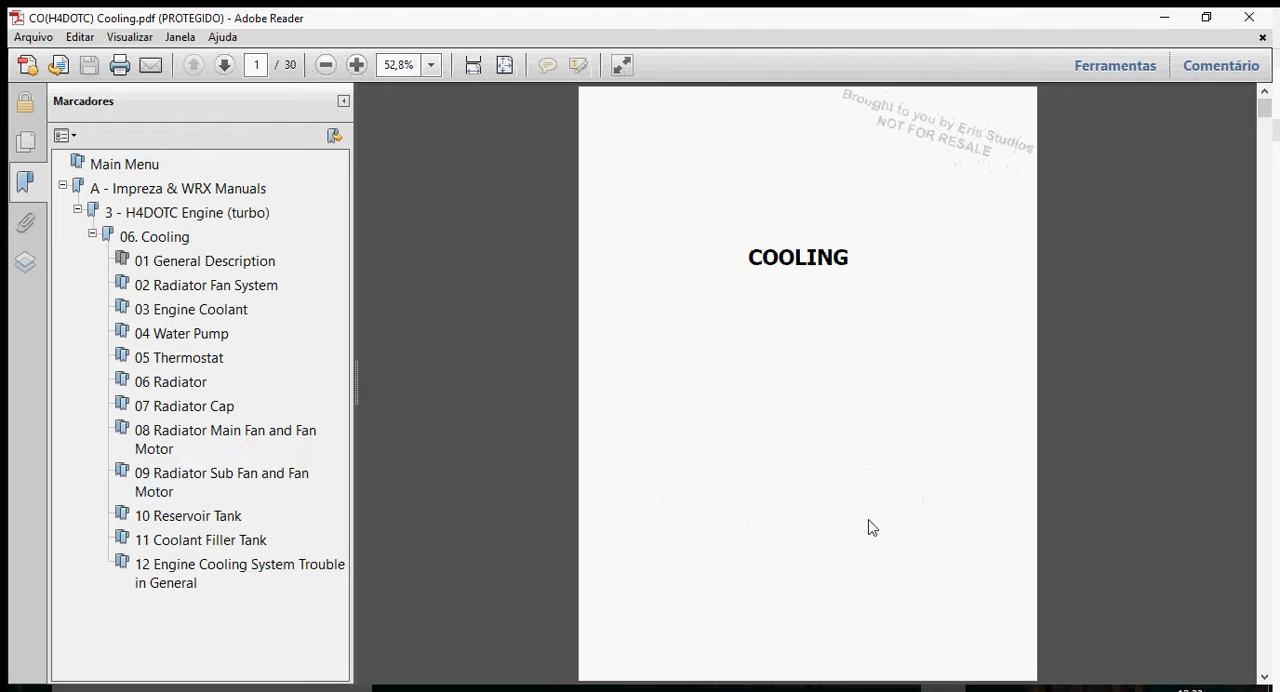 CO(H4DOTC) Cooling.pdf (PROTEGIDO) - Adobe Reader
Arquivo Editar Visualizar Janela Ajuda
1 / 30 52,8% Ferramentas Comentário
Marcadores
Main Menu
A - Impreza & WRX Manuals
3 - H4DOTC Engine (turbo)
06. Cooling
01 General Description
02 Radiator Fan System
03 Engine Coolant
04 Water Pump
05 Thermostat
06 Radiator
07 Radiator Cap
08 Radiator Main Fan and Fan
Motor
09 Radiator Sub Fan and Fan
Motor
10 Reservoir Tank
11 Coolant Filler Tank
12 Engine Cooling System Trouble
in General
Brought to you by Eris Studios
NOT FOR RESALE
COOLING